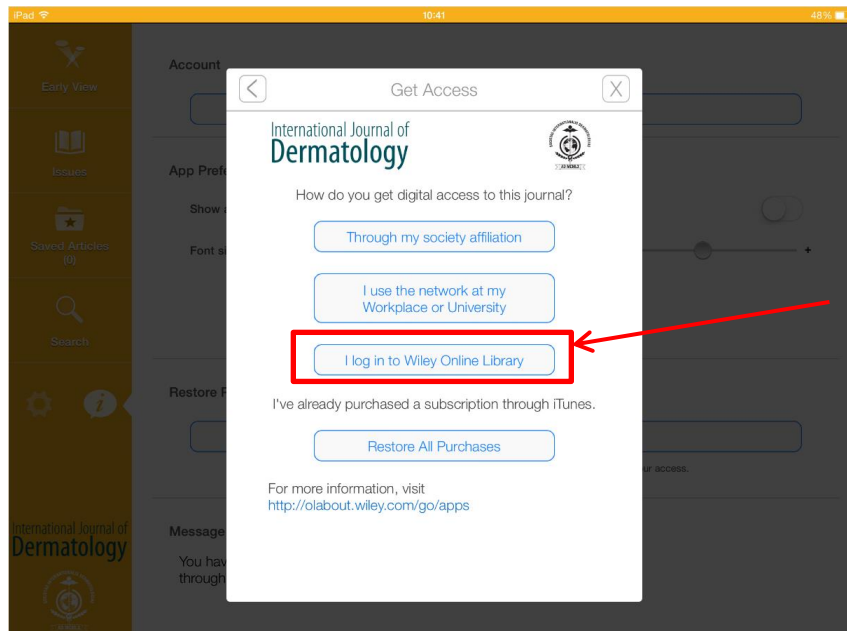 iPad
10:41
48%
Early View
Issues
Saved Articles
(0)
Search
International Journal of
Dermatology
Account
App Prefe
Show a
Font si
+
Restore P
ur access.
Message
You hav
through
Get Access
X
International Journal of
Dermatology
How do you get digital access to this journal?
Through my society affiliation
I use the network at my
Workplace or University
I log in to Wiley Online Library
I've already purchased a subscription through iTunes.
Restore All Purchases
For more information, visit
http://olabout.wiley.com/go/apps